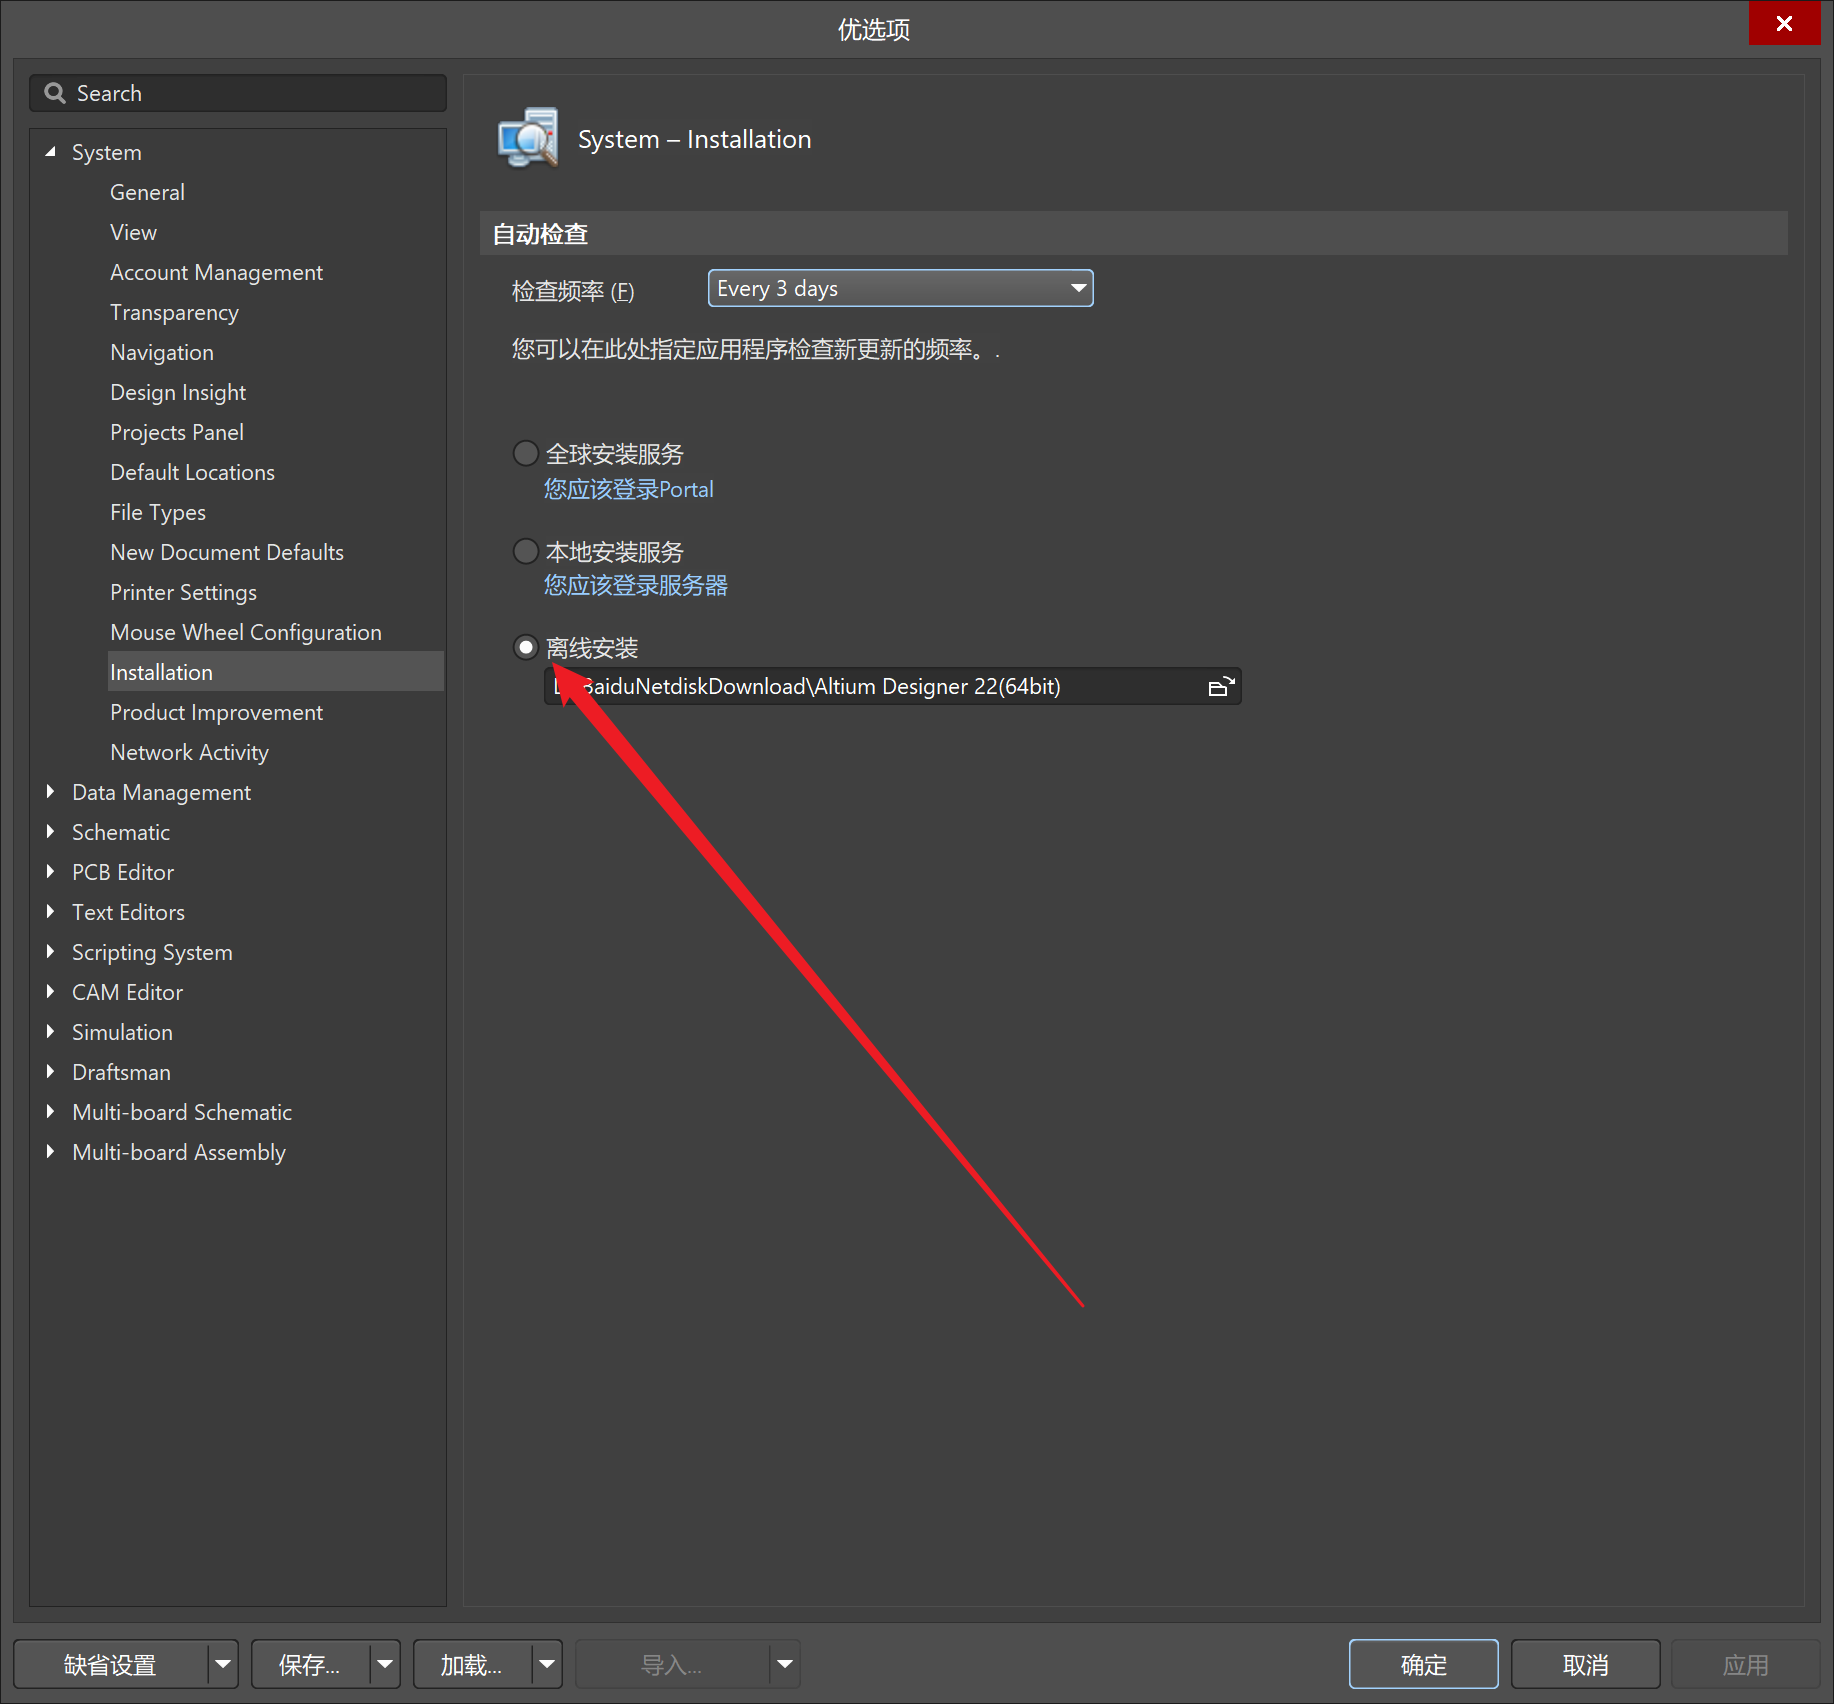 优选项
Search
System
General
View
Account Management
Transparency
Navigation
Design Insight
Projects Panel
Default Locations
File Types
New Document Defaults
Printer Settings
Mouse Wheel Configuration
Installation
Product Improvement
Network Activity
Data Management
Schematic
PCB Editor
Text Editors
Scripting System
CAM Editor
Simulation
Draftsman
Multi-board Schematic
Multi-board Assembly
System – Installation
自动检查
检查频率 (F)
Every 3 days
您可以在此处指定应用程序检查新更新的频率。.
全球安装服务
您应该登录Portal
本地安装服务
您应该登录服务器
离线安装
BaiduNetdiskDownload\Altium Designer 22(64bit)
缺省设置
保存...
加载...
导入...
确定
取消
应用